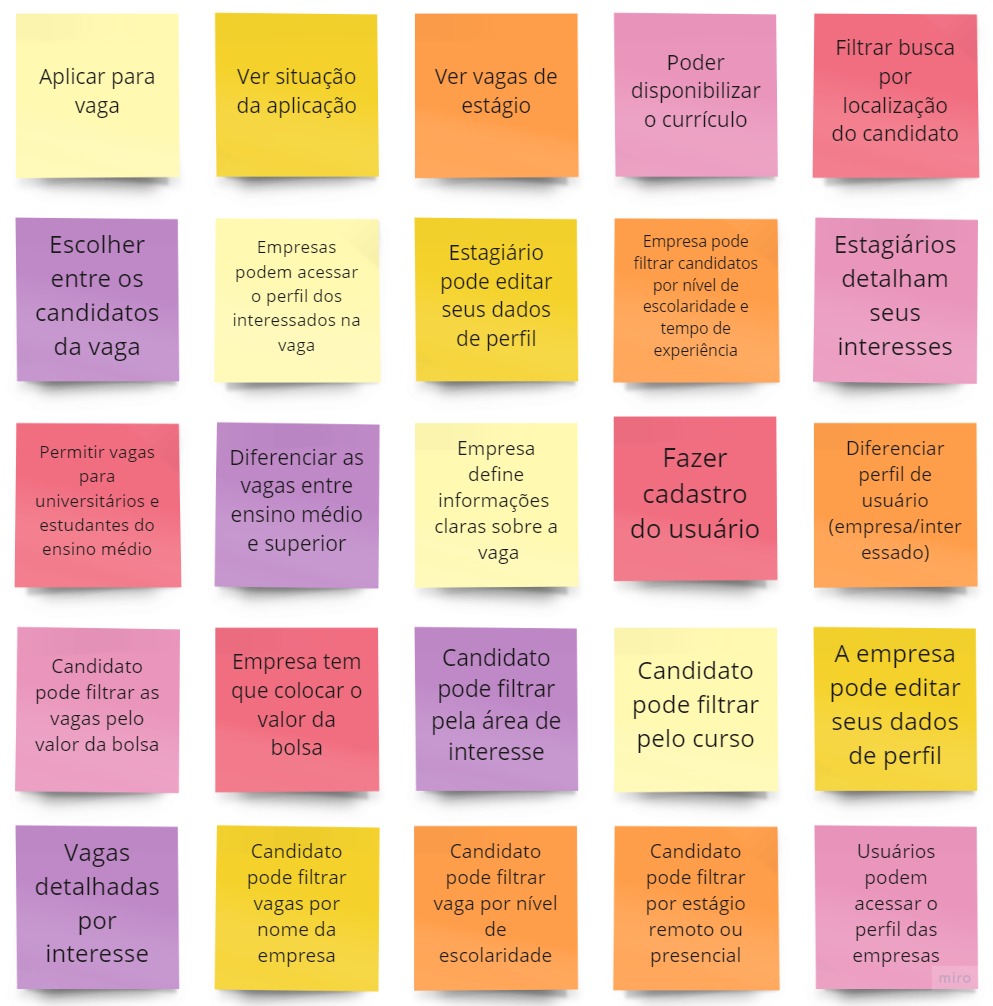 Aplicar para
vaga
Ver situação
da aplicação
Ver vagas de
estágio
Poder
disponibilizar
o currículo
Filtrar busca
por
localização
do candidato
Escolher
entre os
candidatos
da vaga
Empresas
podem acessar
o perfil dos
interessados na
vaga
Estagiário
pode editar
seus dados
de perfil
Empresa pode
filtrar candidatos
por nível de
escolaridade e
tempo de
experiência
Estagiários
detalham
seus
interesses
Permitir vagas
para
universitários e
estudantes do
ensino médio
Diferenciar as
vagas entre
ensino médio
e superior
Empresa
define
informações
claras sobre a
vaga
Fazer
cadastro
do usuário
Diferenciar
perfil de
usuário
(empresa/inter
essado)
Candidato
pode filtrar as
vagas pelo
valor da bolsa
Empresa tem
que colocar o
valor da
bolsa
Candidato
pode filtrar
pela área de
interesse
Candidato
pode filtrar
pelo curso
A empresa
pode editar
seus dados
de perfil
Vagas
detalhadas
por
interesse
Candidato
pode filtrar
vagas por
nome da
empresa
Candidato
pode filtrar
vaga por nível
de
escolaridade
Candidato
pode filtrar
por estágio
remoto ou
presencial
Usuários
podem
acessar o
perfil das
empresas
miro